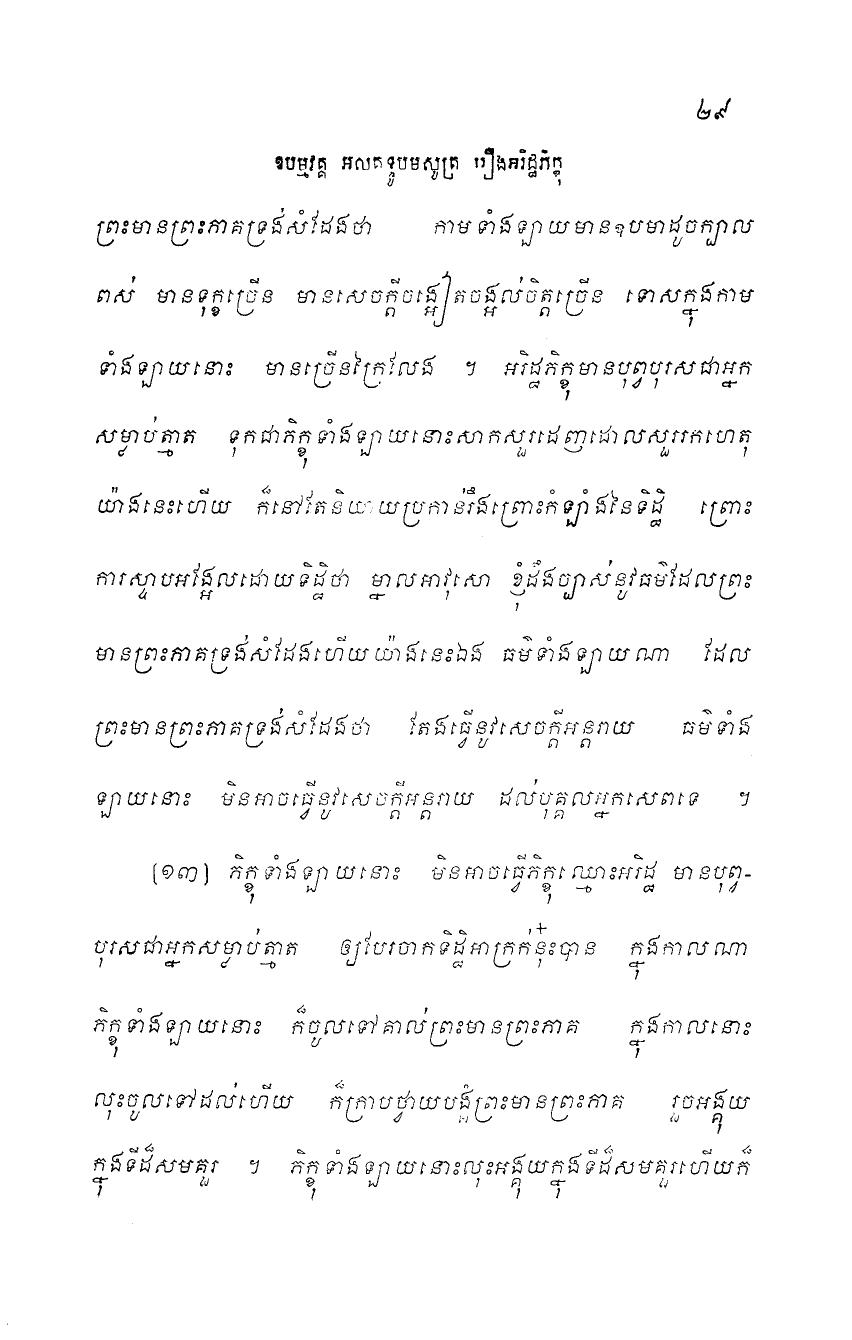 ២៩
ឧបម្មវគ្គ អលគទ្ទូបមសូត្រ រឿងអរិដ្ឋភិក្ខុ
ព្រះមានព្រះភាគទ្រង់សំដែងថា កាមទាំងឡាយមានឧបមាដូចក្បាល
ពស់ មានទុក្ខច្រើន មានសេចក្តីចង្អៀតចង្អល់ចិត្តច្រើន ទោសក្នុងកាម
ទាំងឡាយនោះ មានច្រើនក្រៃលែង ។ អរិដ្ឋភិក្ខុមានបុព្វបុរសជាអ្នក
សម្លាប់ត្មាត ទុកជាភិក្ខុទាំងឡាយនោះសាកសួរដេញដោលសួររកហេតុ
យ៉ាងនេះហើយ ក៏នៅតែនិយាយប្រកាន់រឹងព្រោះកំឡាំងនៃទិដ្ឋិ ព្រោះ
ការស្ទាបអង្អែលដោយទិដ្ឋិថា ម្នាលអាវុសោ ខ្ញុំដឹងច្បាស់នូវធម៌ដែលព្រះ
មានព្រះភាគទ្រង់សំដែងហើយយ៉ាងនេះឯង ធម៌ទាំងឡាយណា ដែល
ព្រះមានព្រះភាគទ្រង់សំដែងថា តែងធ្វើនូវសេចក្តីអន្តរាយ ធម៌ទាំង
ឡាយនោះ មិនអាចធ្វើនូវសេចក្តីអន្តរាយ ដល់បុគ្គលអ្នកសេពទេ ។
(១៣) ភិក្ខុទាំងឡាយនោះ មិនអាចធ្វើភិក្ខុឈ្មោះអរិដ្ឋ មានបុព្វ-
បុរសជាអ្នកសម្លាប់ត្មាត ឲ្យបែរចាកទិដ្ឋិអាក្រក់នុ៎ះបាន ក្នុងកាលណា
ភិក្ខុទាំងឡាយនោះ ក៏ចូលទៅគាល់ព្រះមានព្រះភាគ ក្នុងកាលនោះ
លុះចូលទៅដល់ហើយ ក៏ក្រាបថ្វាយបង្គំព្រះមានព្រះភាគ រួចអង្គុយ
ក្នុងទីដ៏សមគួរ ។ ភិក្ខុទាំងឡាយនោះលុះអង្គុយក្នុងទីដ៏សមគួរហើយក៏